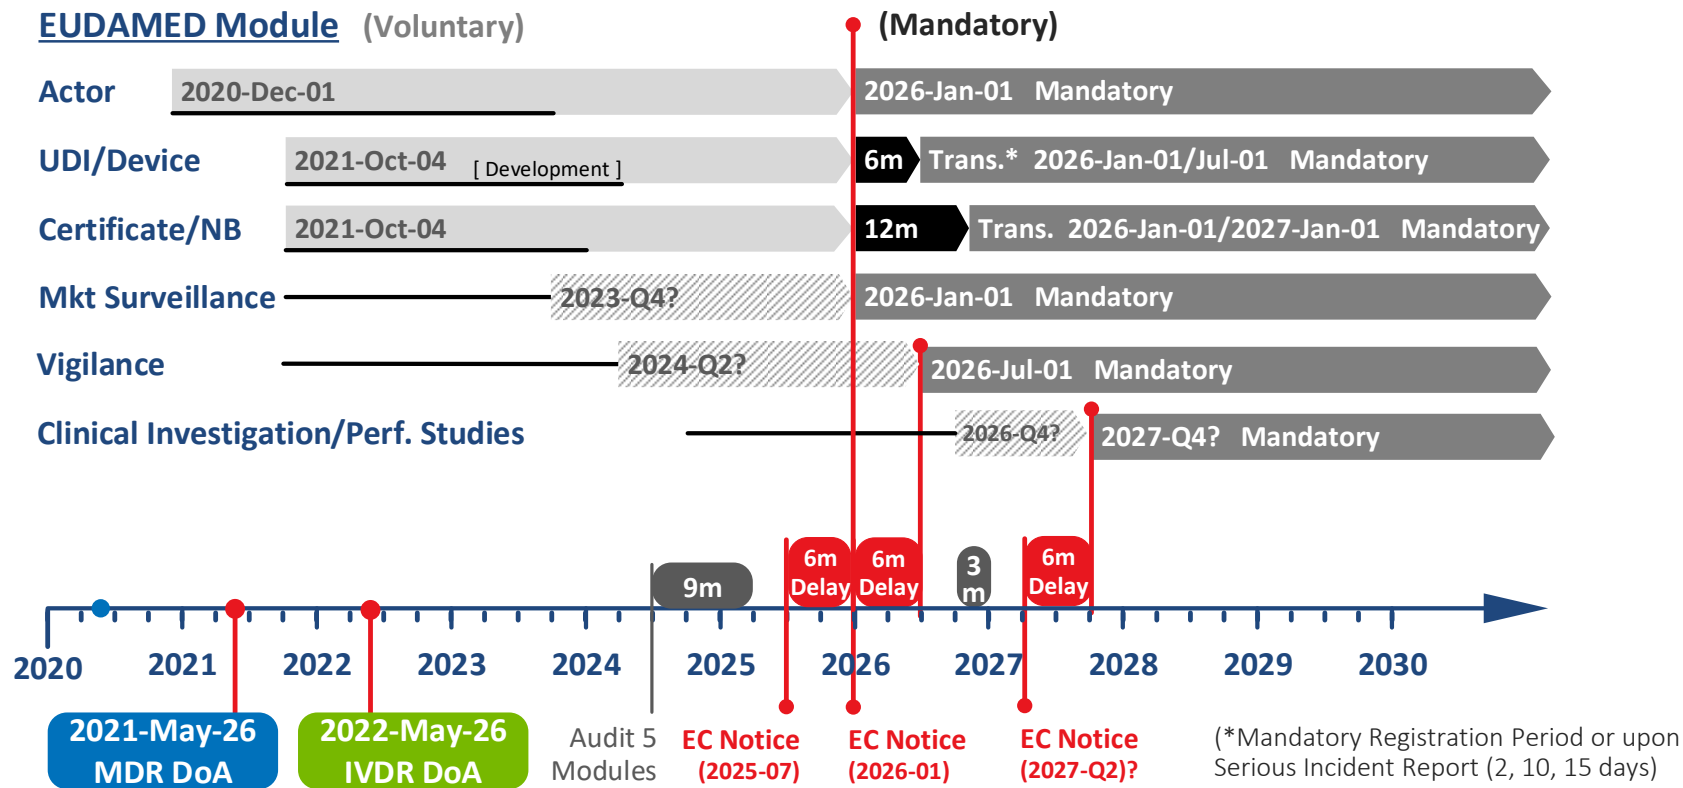 EUDAMED Module (Voluntary) (Mandatory)
Actor 2020-Dec-01 2026-Jan-01 Mandatory
UDI/Device 2021-Oct-04 [ Development ] 6m Trans.* 2026-Jan-01/Jul-01 Mandatory
Certificate/NB 2021-Oct-04 12m Trans. 2026-Jan-01/2027-Jan-01 Mandatory
Mkt Surveillance 2023-Q4? 2026-Jan-01 Mandatory
Vigilance 2024-Q2? 2026-Jul-01 Mandatory
Clinical Investigation/Perf. Studies 2026-Q4? 2027-Q4? Mandatory
9m
6m
Delay
6m
Delay
3
m
6m
Delay
2020 2021 2022 2023 2024 2025 2026 2027 2028 2029 2030
2021-May-26
MDR DoA
2022-May-26
IVDR DoA
Audit 5
Modules
EC Notice
(2025-07)
EC Notice
(2026-01)
EC Notice
(2027-Q2)?
(*Mandatory Registration Period or upon
Serious Incident Report (2, 10, 15 days)